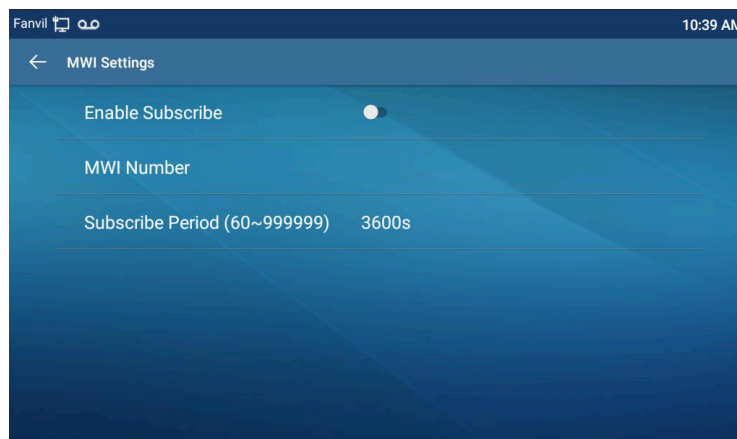 Fanvil 10:39 AM
MWI Settings
Enable Subscribe
MWI Number
Subscribe Period (60~999999) 3600s